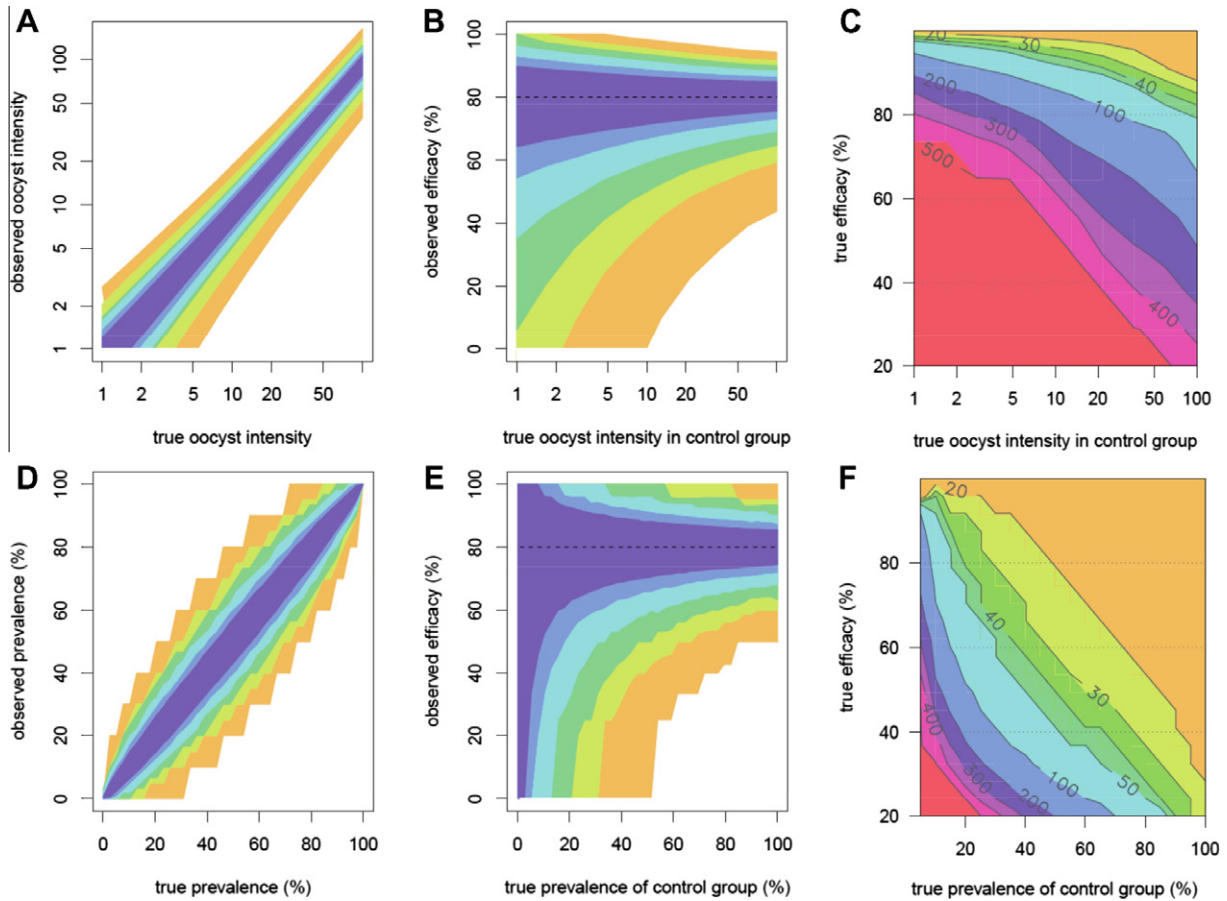 A
observed oocyst intensity
100
50
20
10
5
2
1
1 2 5 10 20 50
true oocyst intensity
B
observed efficacy (%)
100
80
60
40
20
0
1 2 5 10 20 50
true oocyst intensity in control group
C
true efficacy (%)
80
60
40
20
20
30
40
100
200
300
500
400
1 2 5 10 20 50 100
true oocyst intensity in control group
D
observed prevalence (%)
100
80
60
40
20
0
0 20 40 60 80 100
true prevalence (%)
E
observed efficacy (%)
100
80
60
40
20
0
0 20 40 60 80 100
true prevalence of control group (%)
F
true efficacy (%)
80
60
40
20
20
40
30
400
300
200
100
50
20 40 60 80 100
true prevalence of control group (%)